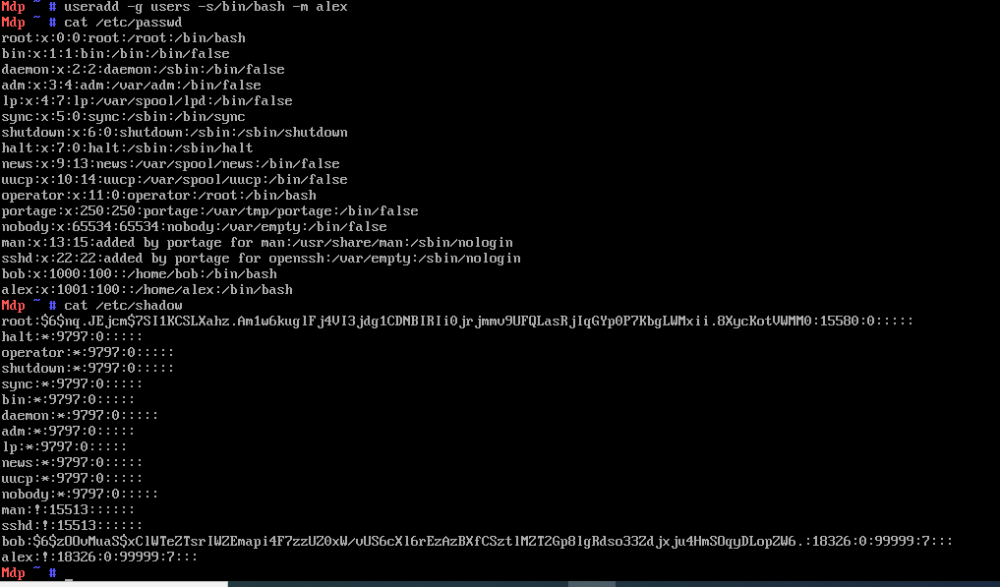 Mdp ~ # useradd -g users -s/bin/bash -m alex
Mdp ~ # cat /etc/passwd
root:x:0:0:root:/root:/bin/bash
bin:x:1:1:bin:/bin:/bin/false
daemon:x:2:2:daemon:/sbin:/bin/false
adm:x:3:4:adm:/var/adm:/bin/false
lp:x:4:7:lp:/var/spool/lpd:/bin/false
sync:x:5:0:sync:/sbin:/bin/sync
shutdown:x:6:0:shutdown:/sbin:/sbin/shutdown
halt:x:7:0:halt:/sbin:/sbin/halt
news:x:9:13:news:/var/spool/news:/bin/false
uucp:x:10:14:uucp:/var/spool/uucp:/bin/false
operator:x:11:0:operator:/root:/bin/bash
portage:x:250:250:portage:/var/tmp/portage:/bin/false
nobody:x:65534:65534:nobody:/var/empty:/bin/false
man:x:13:15:added by portage for man:/usr/share/man:/sbin/nologin
sshd:x:22:22:added by portage for openssh:/var/empty:/sbin/nologin
bob:x:1000:100::/home/bob:/bin/bash
alex:x:1001:100::/home/alex:/bin/bash
Mdp ~ # cat /etc/shadow
root:$6$nq.JEjcm$7SI1KCSLXahz.Am1w6kuglFj4VI3jdg1CDNBIRIi0jrjmmv9UFQLasRjIqGYp0P7KbgLWMxii.8XycKotVWMM0:15580:0:::::
halt:*:9797:0:::::
operator:*:9797:0:::::
shutdown:*:9797:0:::::
sync:*:9797:0:::::
bin:*:9797:0:::::
daemon:*:9797:0:::::
adm:*:9797:0:::::
lp:*:9797:0:::::
news:*:9797:0:::::
uucp:*:9797:0:::::
nobody:*:9797:0:::::
man:!:15513::::::
sshd:!:15513::::::
bob:$6$zOOvMuaS$xClWTeZTsrIWZEmapi4F7zzUZ0xW/vUS6cXl6rEzAzBXfCSztlMZTZGp8lgRdso33Zdjxju4HmSOqyDLopZW6.:18326:0:99999:7:::
alex:!:18326:0:99999:7:::
Mdp ~ #